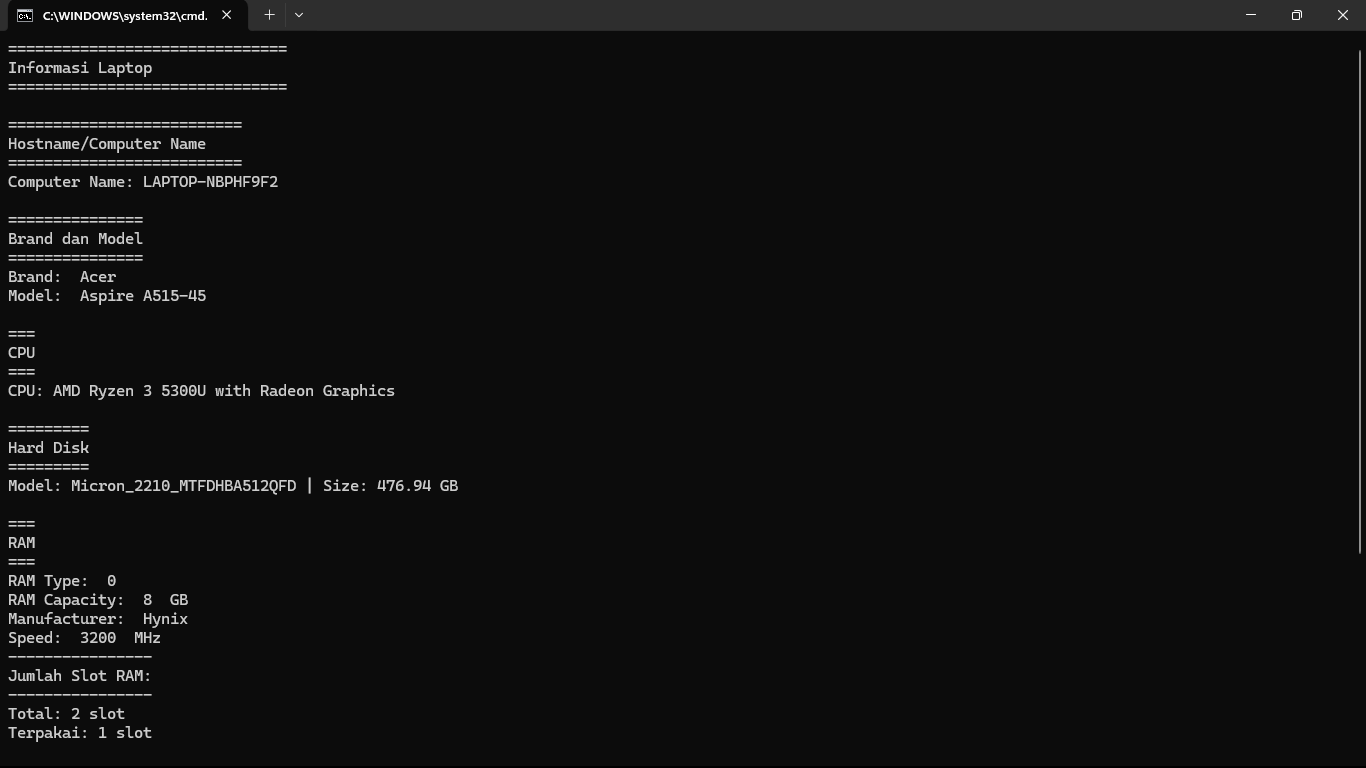 C:\WINDOWS\system32\cmd.
===============================
Informasi Laptop
===============================
==========================
Hostname/Computer Name
==========================
Computer Name: LAPTOP-NBPHF9F2
===============
Brand dan Model
===============
Brand:  Acer
Model:  Aspire A515-45
===
CPU
===
CPU: AMD Ryzen 3 5300U with Radeon Graphics
=========
Hard Disk
=========
Model: Micron_2210_MTFDHBA512QFD | Size: 476.94 GB
===
RAM
===
RAM Type:  0
RAM Capacity:  8  GB
Manufacturer:  Hynix
Speed:  3200  MHz
----------------
Jumlah Slot RAM:
----------------
Total: 2 slot
Terpakai: 1 slot